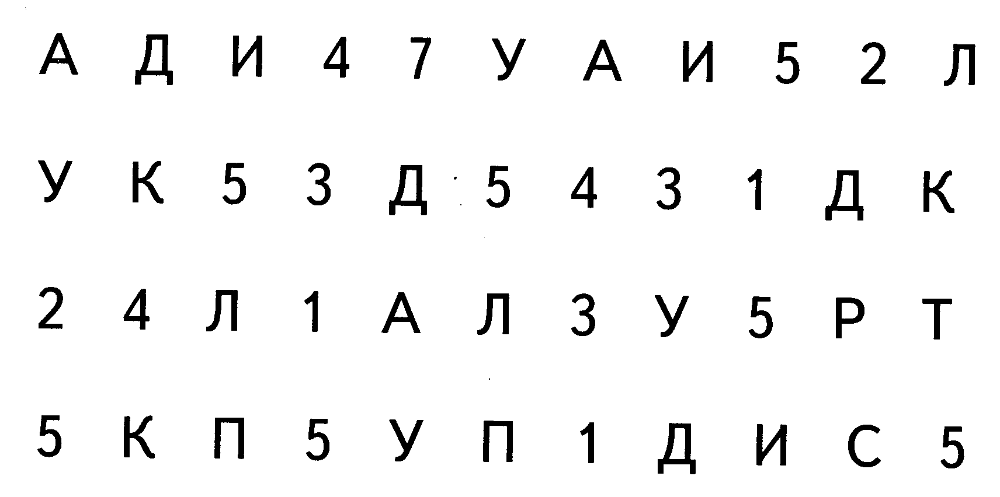 А Д И 4 7 У А И 5 2 Л
У К 5 3 Д 5 4 3 1 Д К
2 4 Л 1 А Л 3 У 5 Р Т
5 К П 5 У П 1 Д И С 5